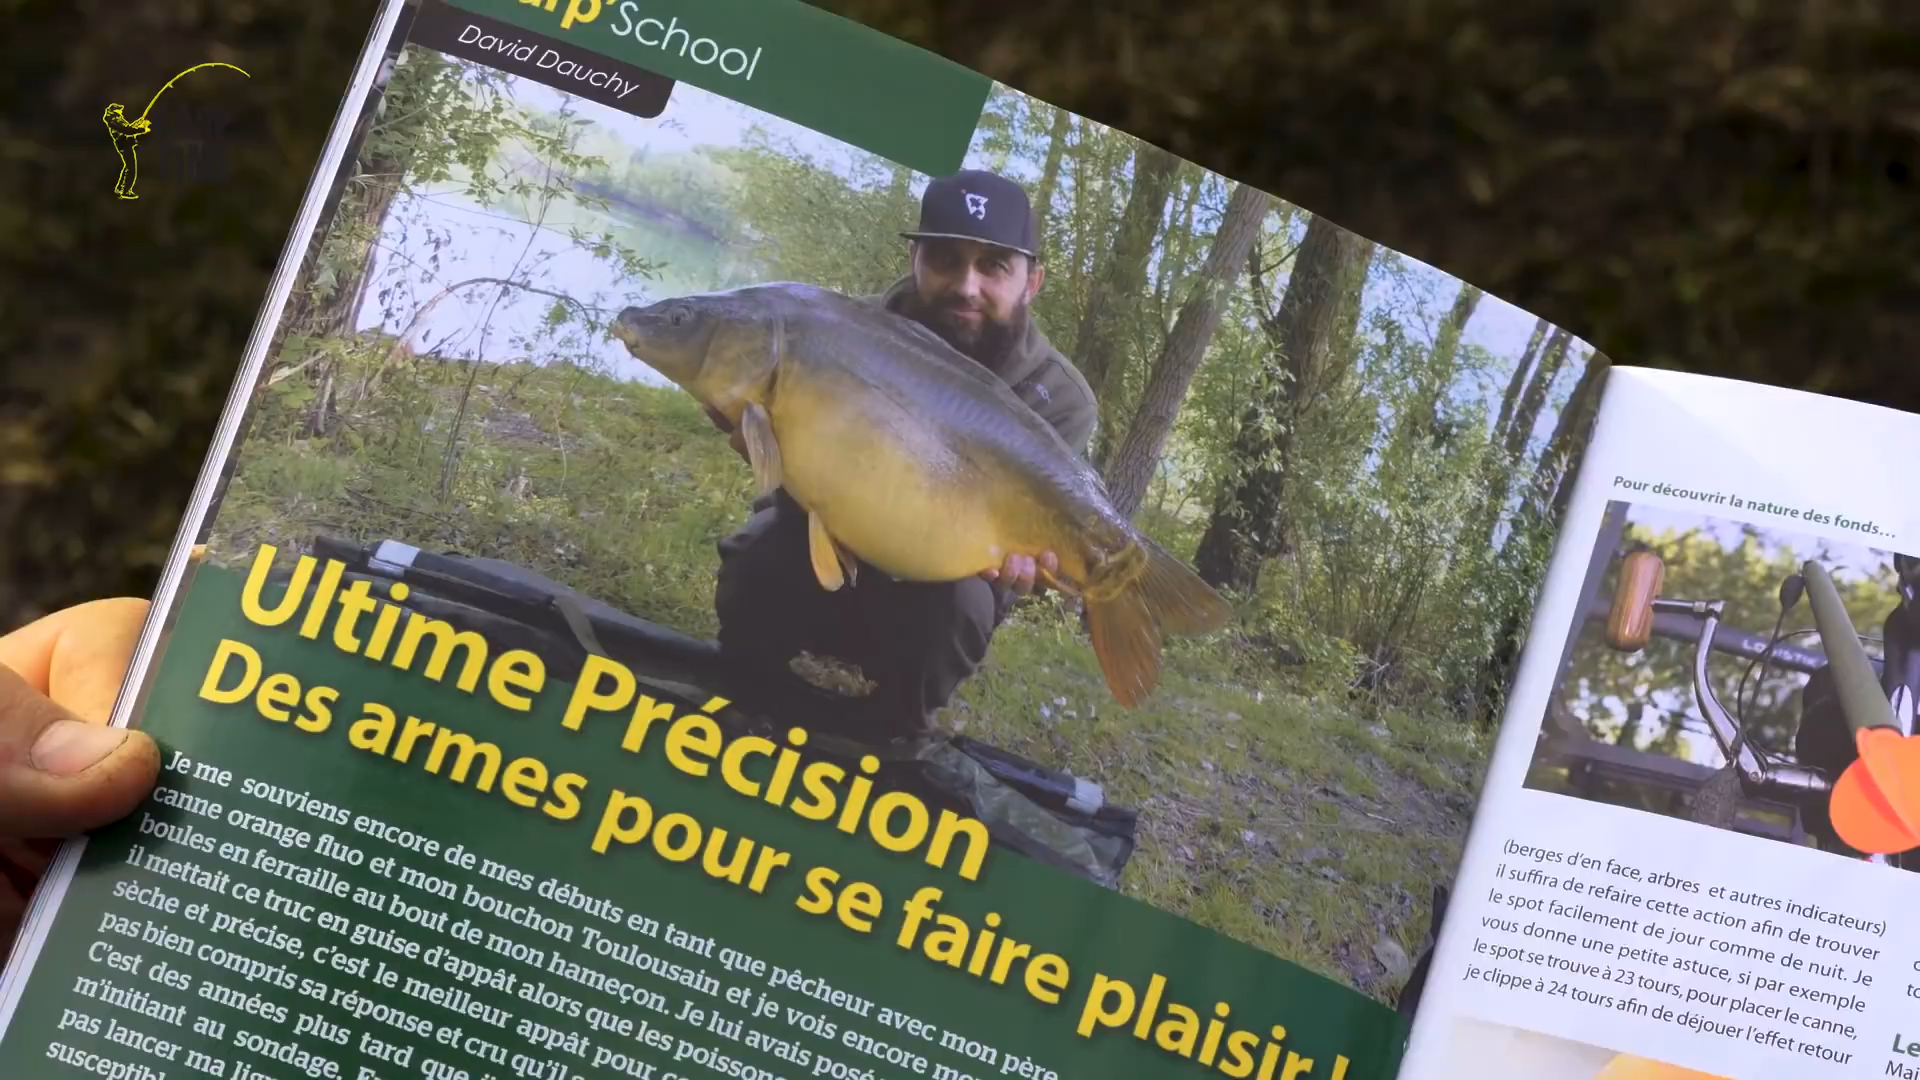 School
David Dauchy
Ultime Précision
Des armes pour se faire plaisir !
Je me souviens encore de mes débuts en tant que pêcheur avec mon père
canne orange fluo et mon bouchon Toulousain et je vois encore
boules en ferraille au bout de mon hameçon. Je lui avais
il mettait ce truc en guise d'appât alors que les
sèche et précise, c'est le meilleur appât pour
pas bien compris sa réponse et cru qu'il
C'est des années plus tard que
m'initiant au sondage.
pas lancer ma
Pour découvrir la nature des fonds...
(berges d'en face, arbres et autres indicateurs)
il suffira de refaire cette action afin de trouver
le spot facilement de jour comme de nuit. Je
vous donne une petite astuce, si par exemple
le spot se trouve à 23 tours, pour placer le canne,
je clippe à 24 tours afin de déjouer l'effet retour